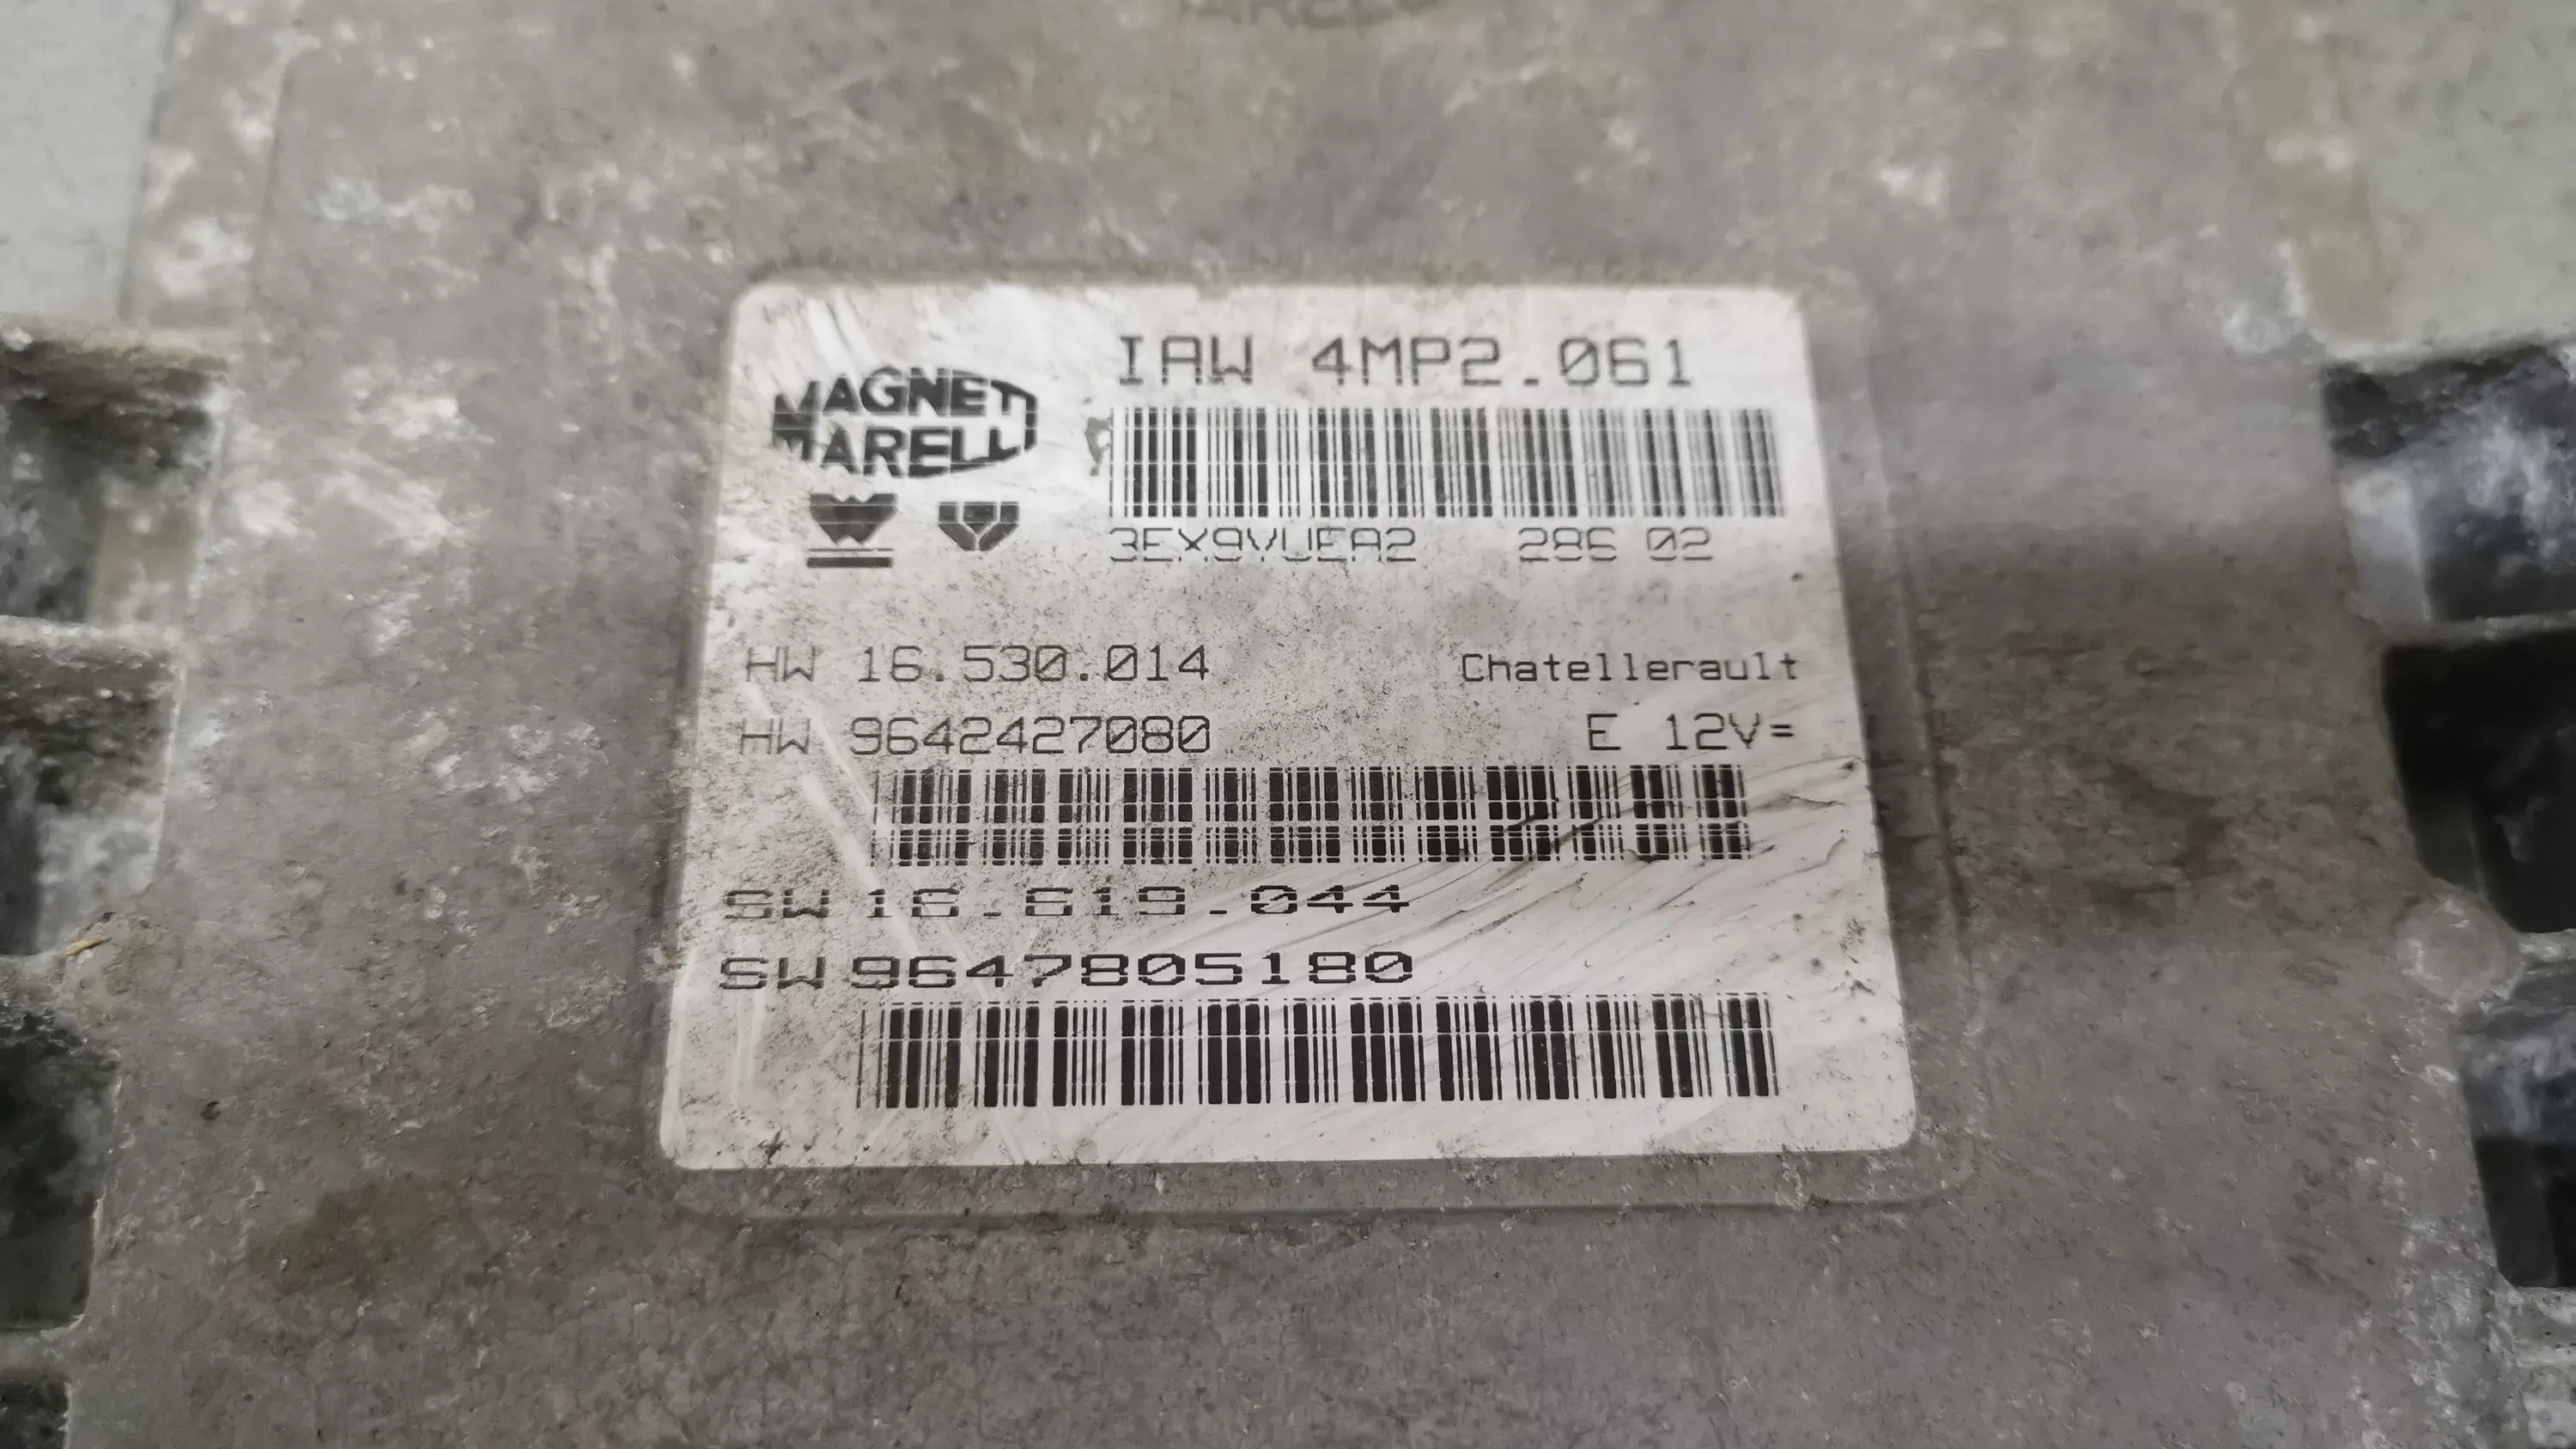 MAGNETI
MARELLI
IAW 4MP2.061
3EX9VUEA2 286 02
HW 16.530.014 Chatellerault
HW 9642427080 E 12V=
SW 16.619.044
SW 9647805180